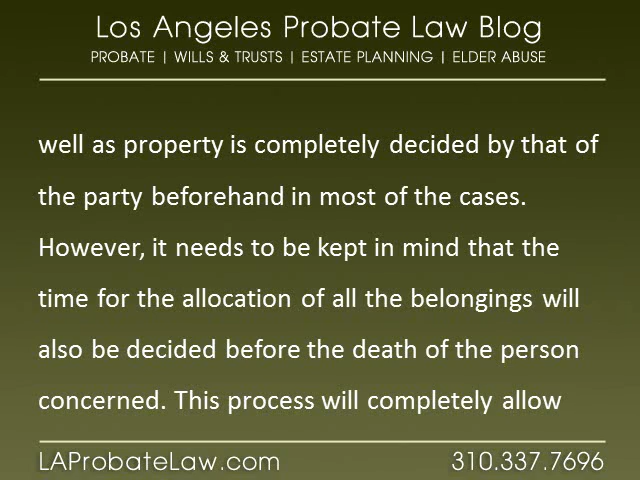 Los Angeles Probate Law Blog
PROBATE | WILLS & TRUSTS | ESTATE PLANNING | ELDER ABUSE
well as property is completely decided by that of
the party beforehand in most of the cases.
However, it needs to be kept in mind that the
time for the allocation of all the belongings will
also be decided before the death of the person
concerned. This process will completely allow
LAProbateLaw.com 310.337.7696